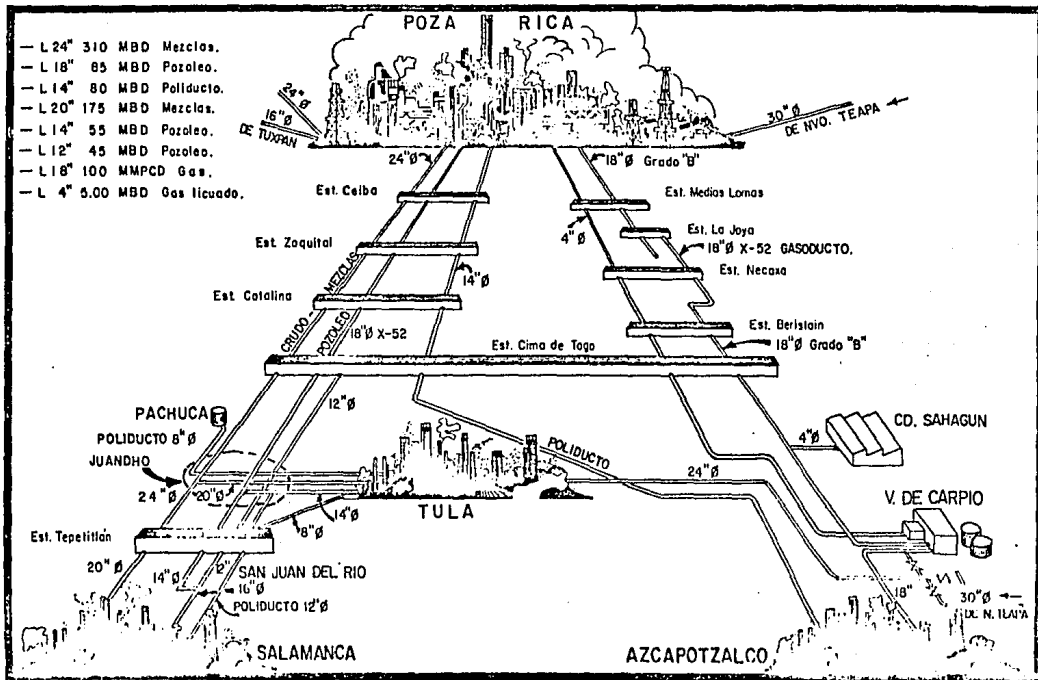 POZA RICA
— L 24" 310 MBD Mezclas.
— L 18" 85 MBD Pozoleo.
— L 14" 80 MBD Poliducto.
— L 20" 175 MBD Mezclas.
— L 14" 55 MBD Pozoleo.
— L 12" 45 MBD Pozoleo.
— L 18" 100 MMPCD Gas.
— L 4" 5.00 MBD Gas licuado.
24"Ø
16"Ø
DE TUXPAN
30"Ø
DE NVO. TEAPA
24"Ø
18"Ø Grado "B"
Est. Ceiba
Est. Medias Lomas
4"Ø
Est. La Joya
Est. Zoquital
18"Ø X-52 GASODUCTO.
14"Ø
Est. Necaxa
Est. Catalina
CRUDO - MEZCLAS
POZOLEO
18"Ø X-52
Est. Beristain
18"Ø Grado "B"
Est. Cima de Togo
12"Ø
PACHUCA
POLIDUCTO 8"Ø
JUANDHO
24"Ø
20"Ø
14"Ø
8"Ø
TULA
POLIDUCTO
24"Ø
4"Ø
CD. SAHAGUN
V. DE CARPIO
Est. Tepetitlán
20"Ø
14"Ø
2"
SAN JUAN DEL RIO
16"Ø
POLIDUCTO 12"Ø
18"
30"Ø
DE N. TEAPA
SALAMANCA
AZCAPOTZALCO